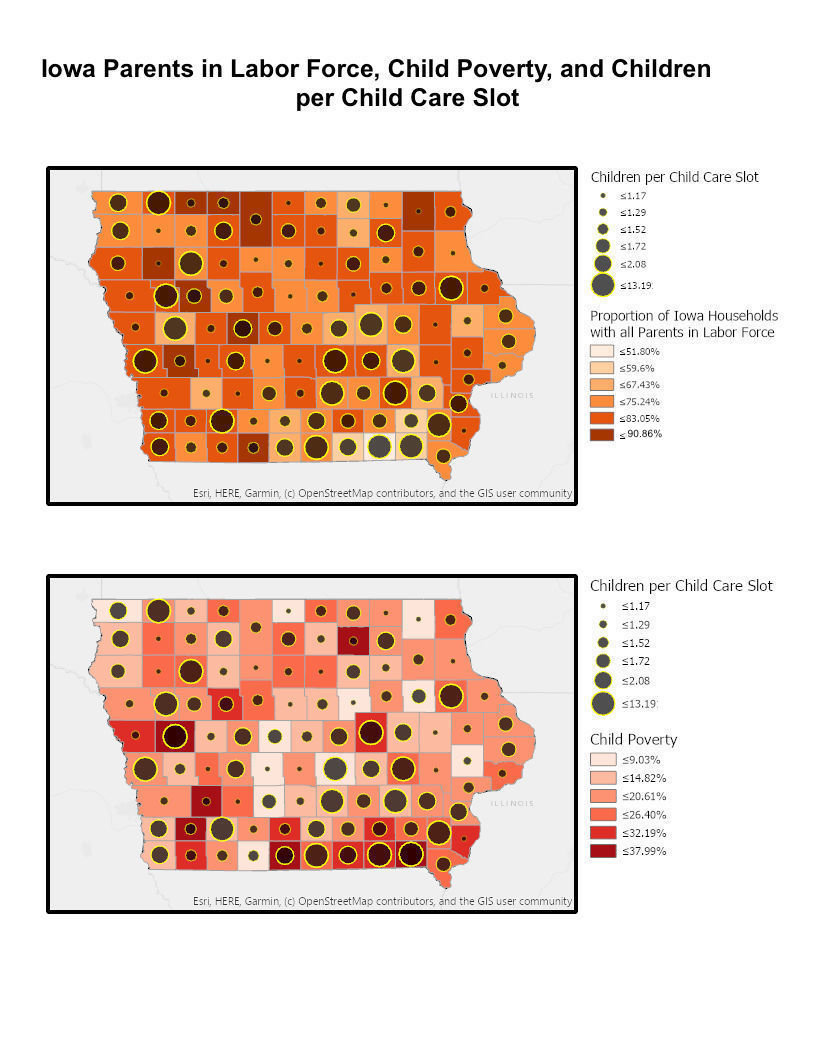 Iowa Parents in Labor Force, Child Poverty, and Children
per Child Care Slot
Children per Child Care Slot
≤1.17
≤1.29
≤1.52
≤1.72
≤2.08
≤13.19
Proportion of Iowa Households
with all Parents in Labor Force
≤51.80%
≤59.6%
≤67.43%
≤75.24%
≤83.05%
≤ 90.86%
ILLINOIS
Esri, HERE, Garmin, (c) OpenStreetMap contributors, and the GIS user community
Children per Child Care Slot
≤1.17
≤1.29
≤1.52
≤1.72
≤2.08
≤13.19
Child Poverty
≤9.03%
≤14.82%
≤20.61%
≤26.40%
≤32.19%
≤37.99%
ILLINOIS
Esri, HERE, Garmin, (c) OpenStreetMap contributors, and the GIS user community